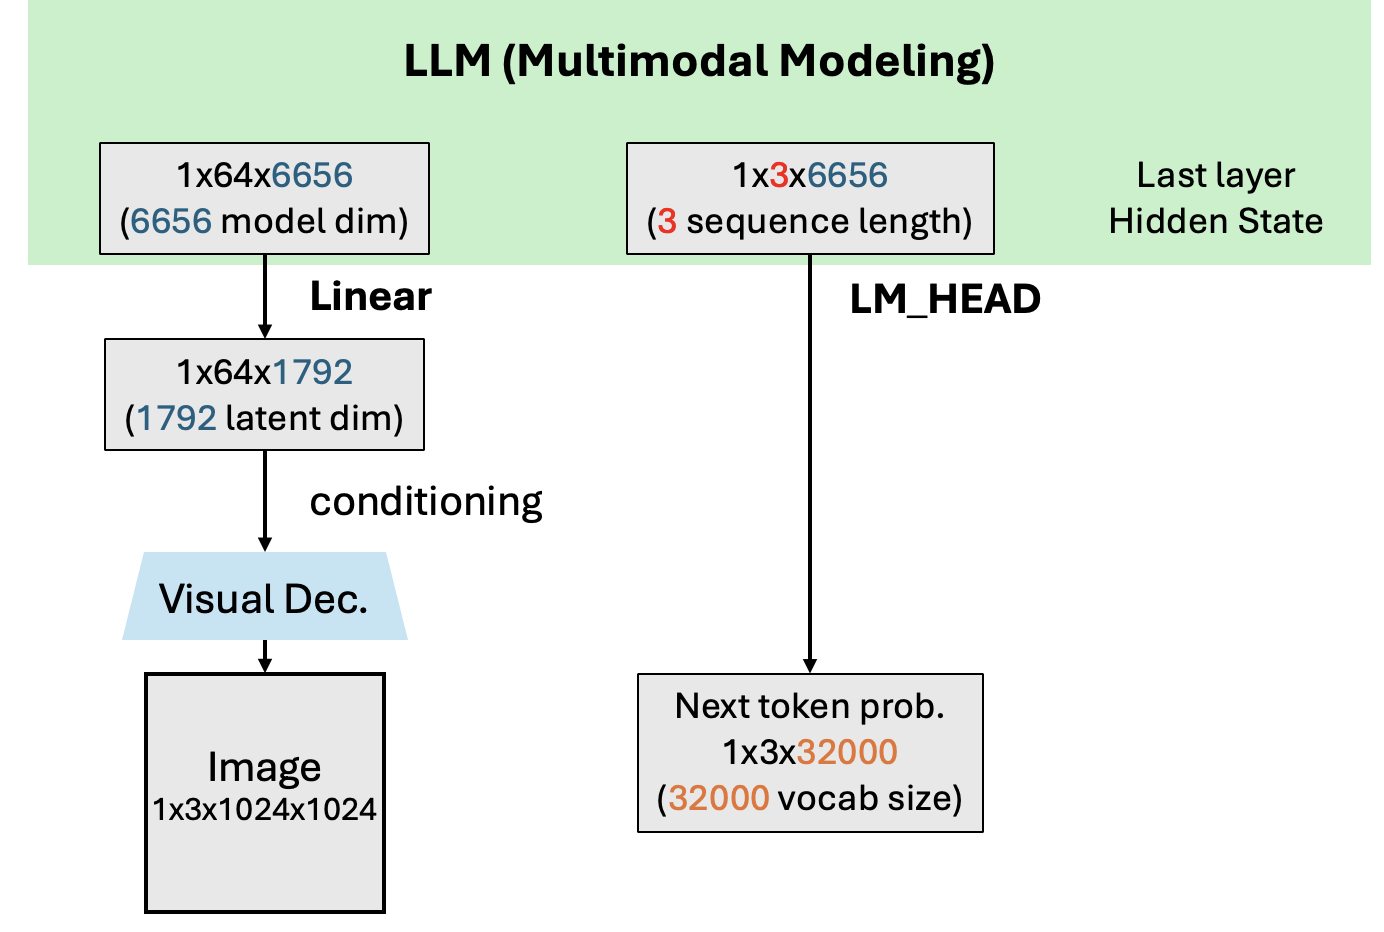 LLM (Multimodal Modeling)
1x64x6656
(6656 model dim)
1x3x6656
(3 sequence length)
Last layer
Hidden State
Linear
LM_HEAD
1x64x1792
(1792 latent dim)
conditioning
Visual Dec.
Image
1x3x1024x1024
Next token prob.
1x3x32000
(32000 vocab size)